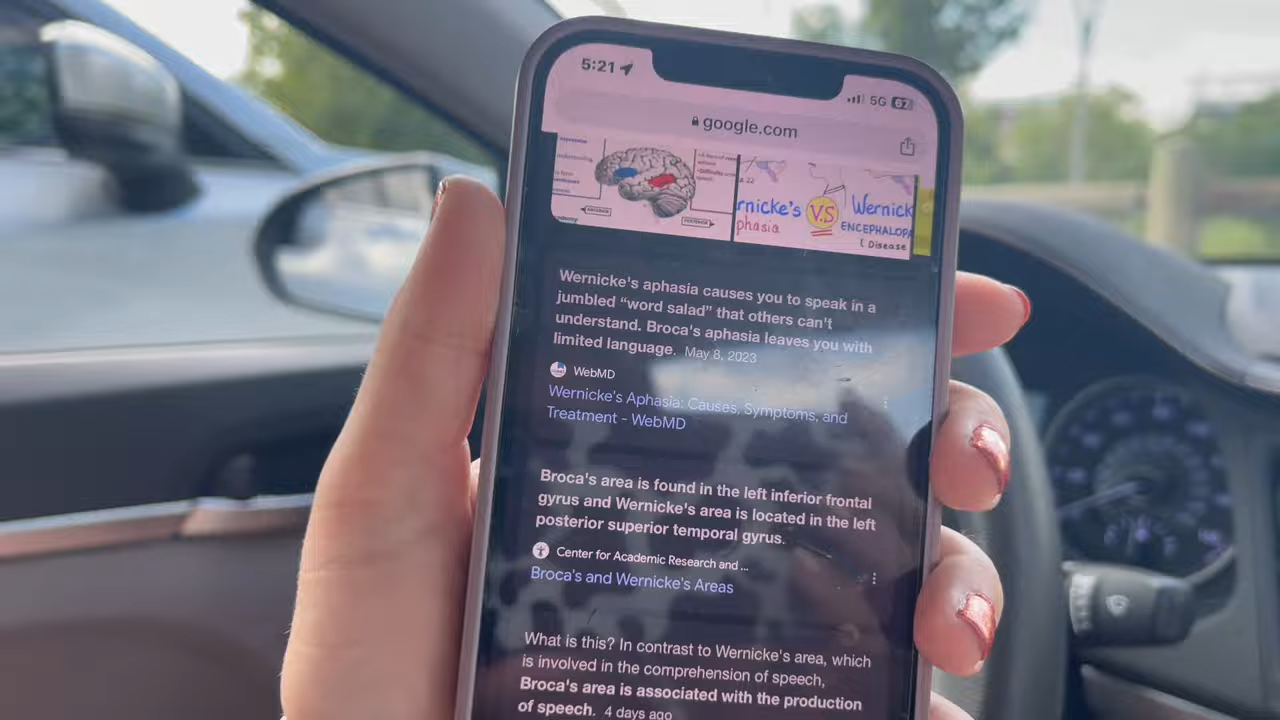 5:21
5G 67
google.com
ANTERIOR
POSTERIOR
rnicke's VS Wernick
phasia ENCEPHALOPA
( Disease
Wernicke's aphasia causes you to speak in a
jumbled “word salad” that others can't
understand. Broca's aphasia leaves you with
limited language. May 8, 2023
WebMD
Wernicke's Aphasia: Causes, Symptoms, and
Treatment - WebMD
Broca's area is found in the left inferior frontal
gyrus and Wernicke's area is located in the left
posterior superior temporal gyrus.
Center for Academic Research and ...
Broca's and Wernicke's Areas
What is this? In contrast to Wernicke's area, which
is involved in the comprehension of speech,
Broca's area is associated with the production
of speech. 4 days ago